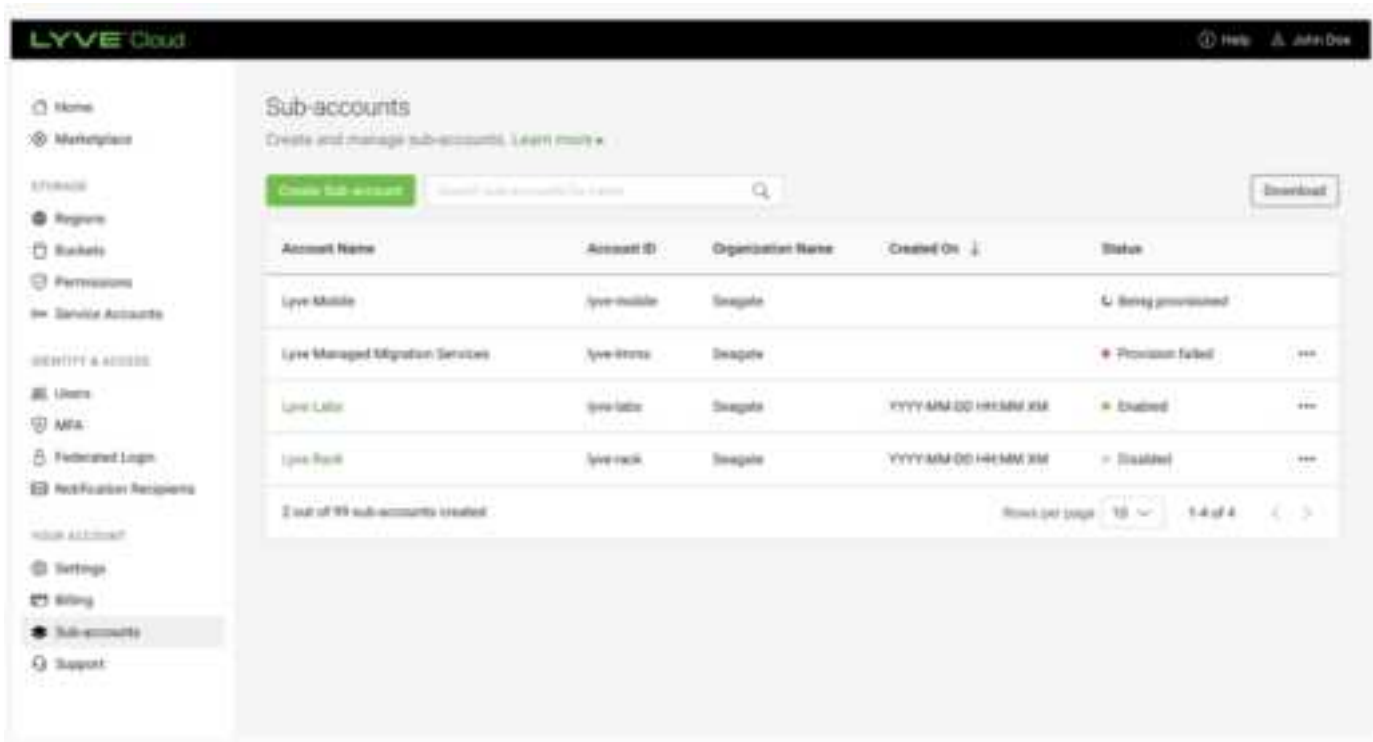 LYVE Cloud
Help
John Doe
Home
Marketplace
STORAGE
Regions
Buckets
Permissions
Service Accounts
IDENTITY & ACCESS
Users
MFA
Federated Login
Notification Recipients
YOUR ACCOUNT
Settings
Billing
Sub-accounts
Support
Sub-accounts
Create and manage sub-accounts. Learn more
Create Sub-account
Search sub-accounts by name
Download
Account Name Account ID Organization Name Created On ↓ Status
Lyve Mobile lyve-mobile Seagate Being provisioned
Lyve Managed Migration Services lyve-lmms Seagate Provision failed
Lyve Labs lyve-labs Seagate YYYY-MM-DD HH:MM XM Enabled
Lyve Rack lyve-rack Seagate YYYY-MM-DD HH:MM XM Disabled
2 out of 99 sub-accounts created
Rows per page 10 1-4 of 4